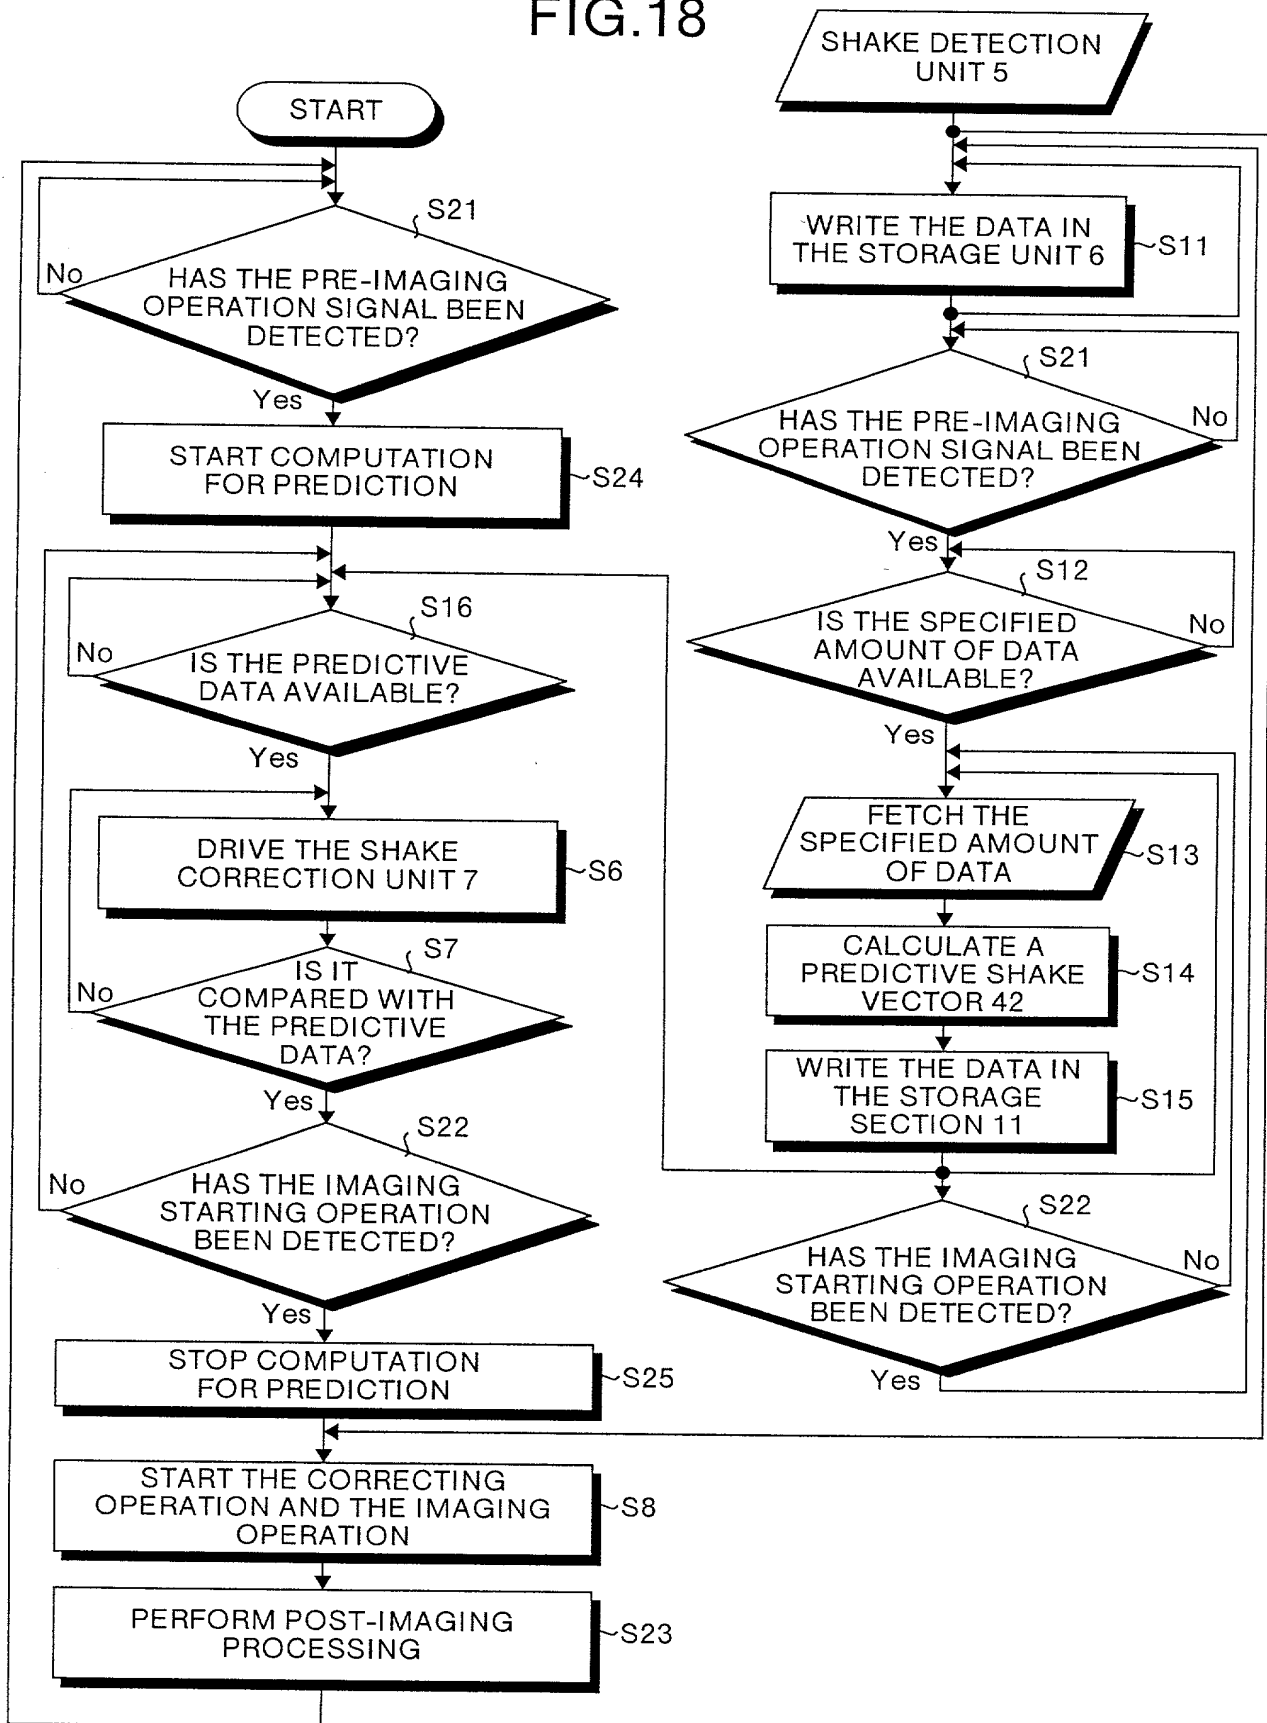 FIG.18
START
S21
No
HAS THE PRE-IMAGING
OPERATION SIGNAL BEEN
DETECTED?
Yes
START COMPUTATION
FOR PREDICTION
S24
S16
No
IS THE PREDICTIVE
DATA AVAILABLE?
Yes
DRIVE THE SHAKE
CORRECTION UNIT 7
S6
S7
No
IS IT
COMPARED WITH
THE PREDICTIVE
DATA?
Yes
S22
No
HAS THE IMAGING
STARTING OPERATION
BEEN DETECTED?
Yes
STOP COMPUTATION
FOR PREDICTION
S25
START THE CORRECTING
OPERATION AND THE IMAGING
OPERATION
S8
PERFORM POST-IMAGING
PROCESSING
S23
SHAKE DETECTION
UNIT 5
WRITE THE DATA IN
THE STORAGE UNIT 6
S11
S21
No
HAS THE PRE-IMAGING
OPERATION SIGNAL BEEN
DETECTED?
Yes
S12
No
IS THE SPECIFIED
AMOUNT OF DATA
AVAILABLE?
Yes
FETCH THE
SPECIFIED AMOUNT
OF DATA
S13
CALCULATE A
PREDICTIVE SHAKE
VECTOR 42
S14
WRITE THE DATA IN
THE STORAGE
SECTION 11
S15
S22
No
HAS THE IMAGING
STARTING OPERATION
BEEN DETECTED?
Yes